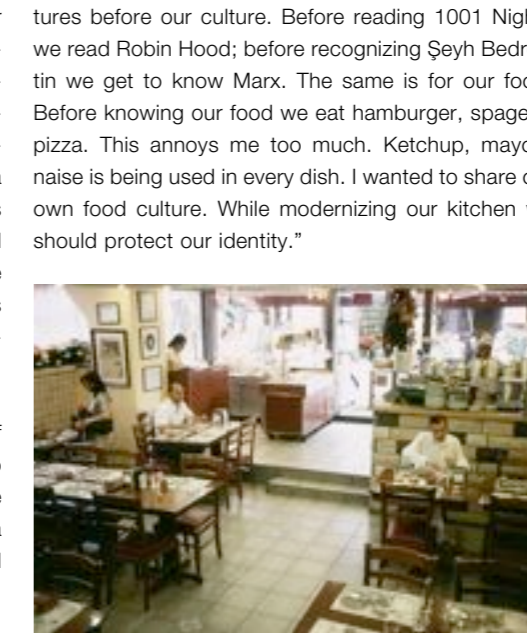 tures before our culture. Before reading 1001 Nigh
we read Robin Hood; before recognizing Şeyh Bedr
tin we get to know Marx. The same is for our foo
Before knowing our food we eat hamburger, spage
pizza. This annoys me too much. Ketchup, mayo
naise is being used in every dish. I wanted to share o
own food culture. While modernizing our kitchen w
should protect our identity.”